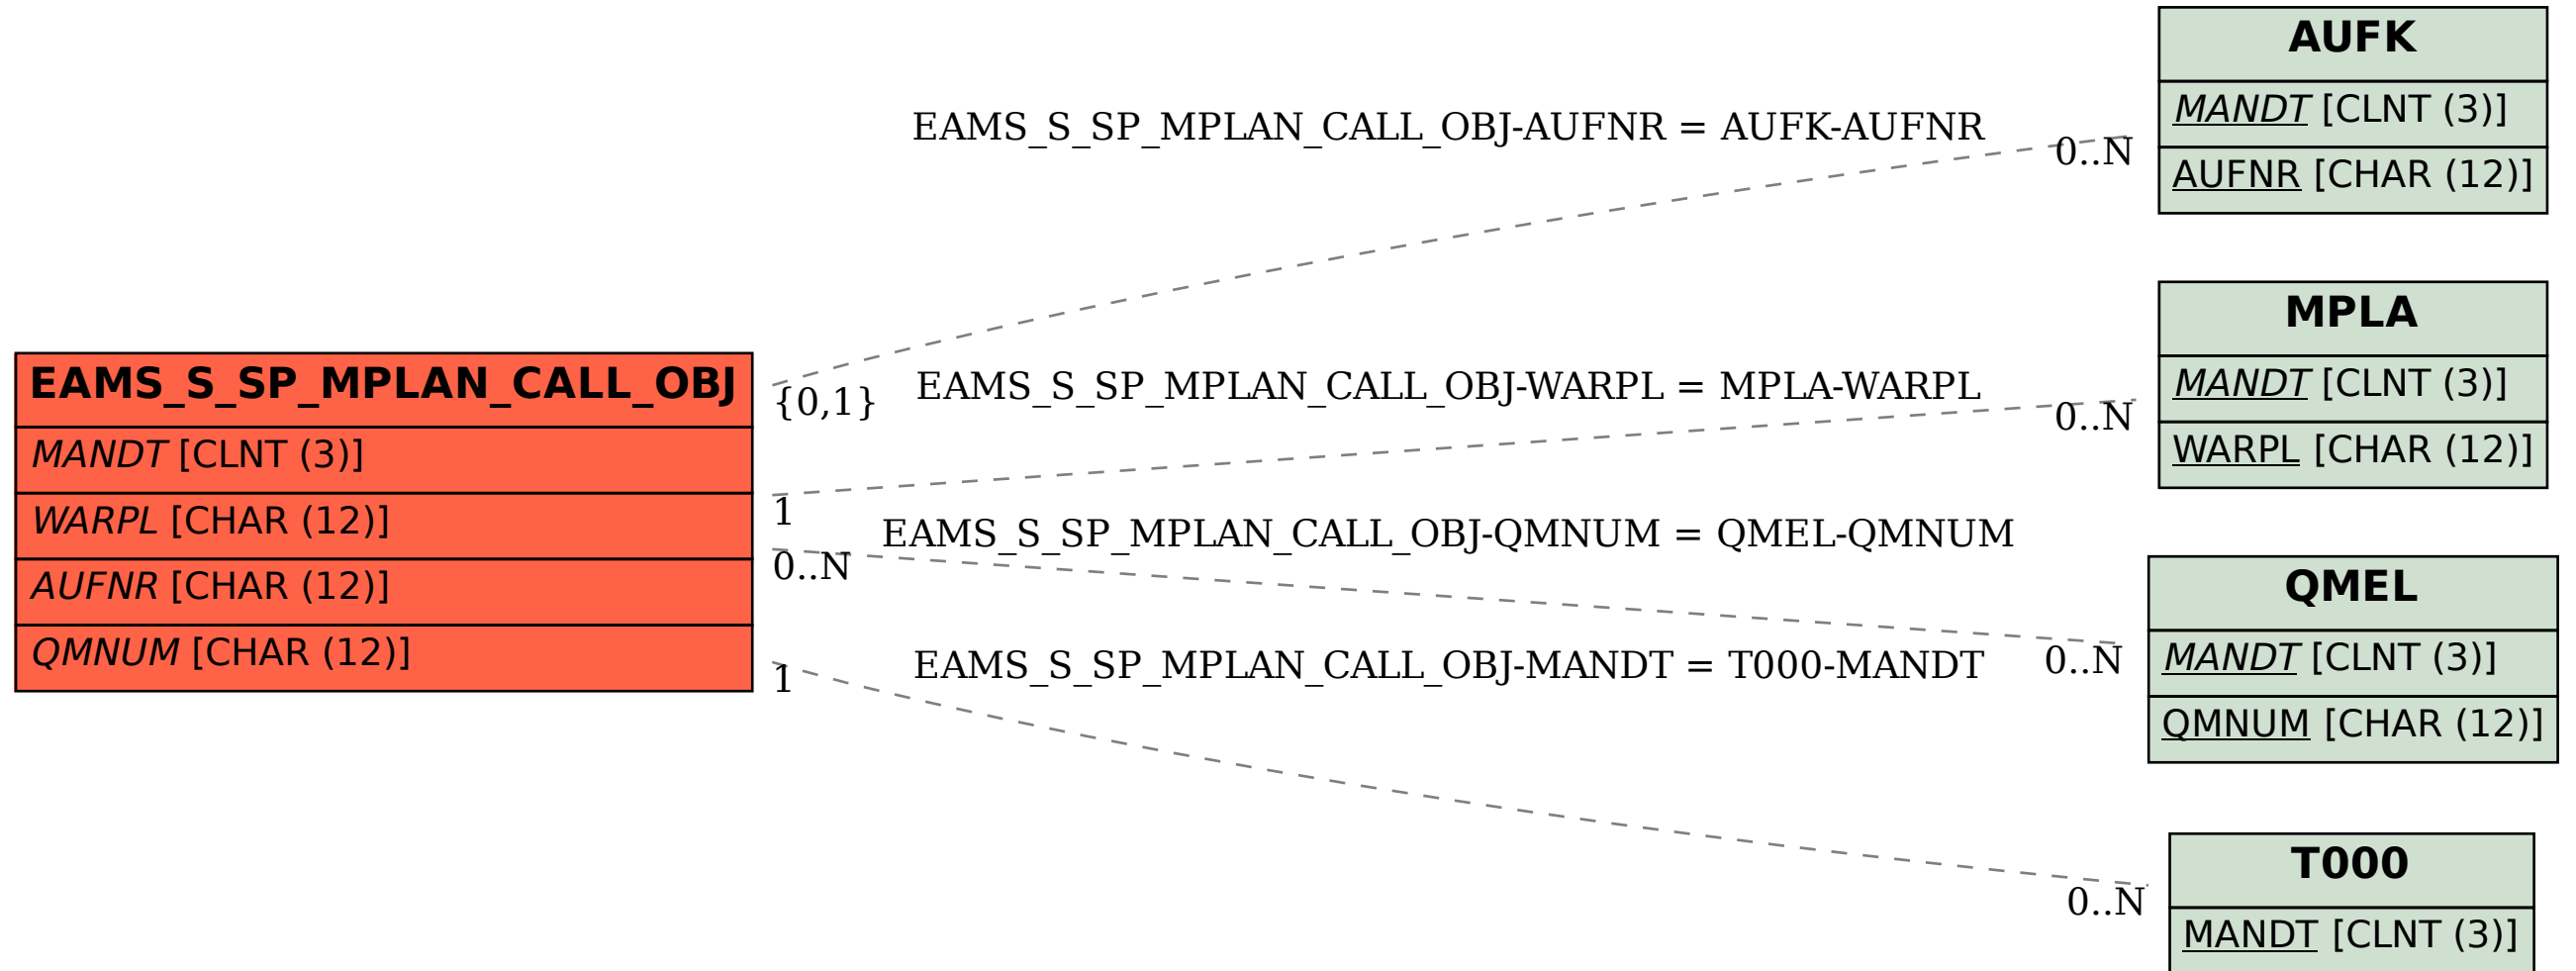 EAMS_S_SP_MPLAN_CALL_OBJ
MANDT [CLNT (3)]
WARPL [CHAR (12)]
AUFNR [CHAR (12)]
QMNUM [CHAR (12)]
EAMS_S_SP_MPLAN_CALL_OBJ-AUFNR = AUFK-AUFNR
{0,1}
0..N
EAMS_S_SP_MPLAN_CALL_OBJ-WARPL = MPLA-WARPL
1
0..N
EAMS_S_SP_MPLAN_CALL_OBJ-QMNUM = QMEL-QMNUM
0..N
0..N
EAMS_S_SP_MPLAN_CALL_OBJ-MANDT = T000-MANDT
1
0..N
AUFK
MANDT [CLNT (3)]
AUFNR [CHAR (12)]
MPLA
MANDT [CLNT (3)]
WARPL [CHAR (12)]
QMEL
MANDT [CLNT (3)]
QMNUM [CHAR (12)]
T000
MANDT [CLNT (3)]